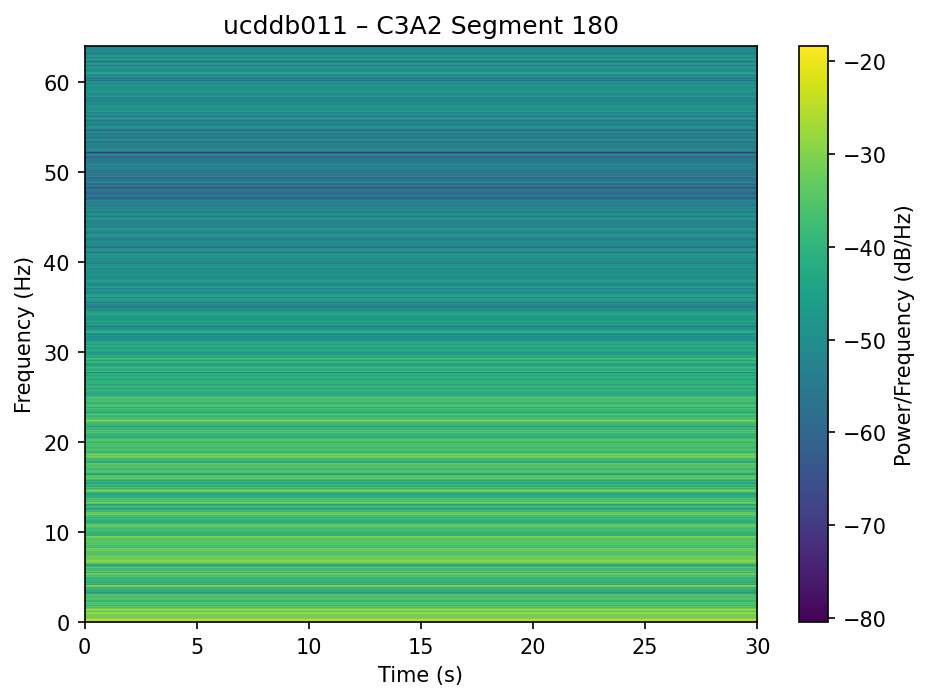 ucddb011 – C3A2 Segment 180
60
50
40
30
20
10
0
Frequency (Hz)
0 5 10 15 20 25 30
Time (s)
−20
−30
−40
−50
−60
−70
−80
Power/Frequency (dB/Hz)